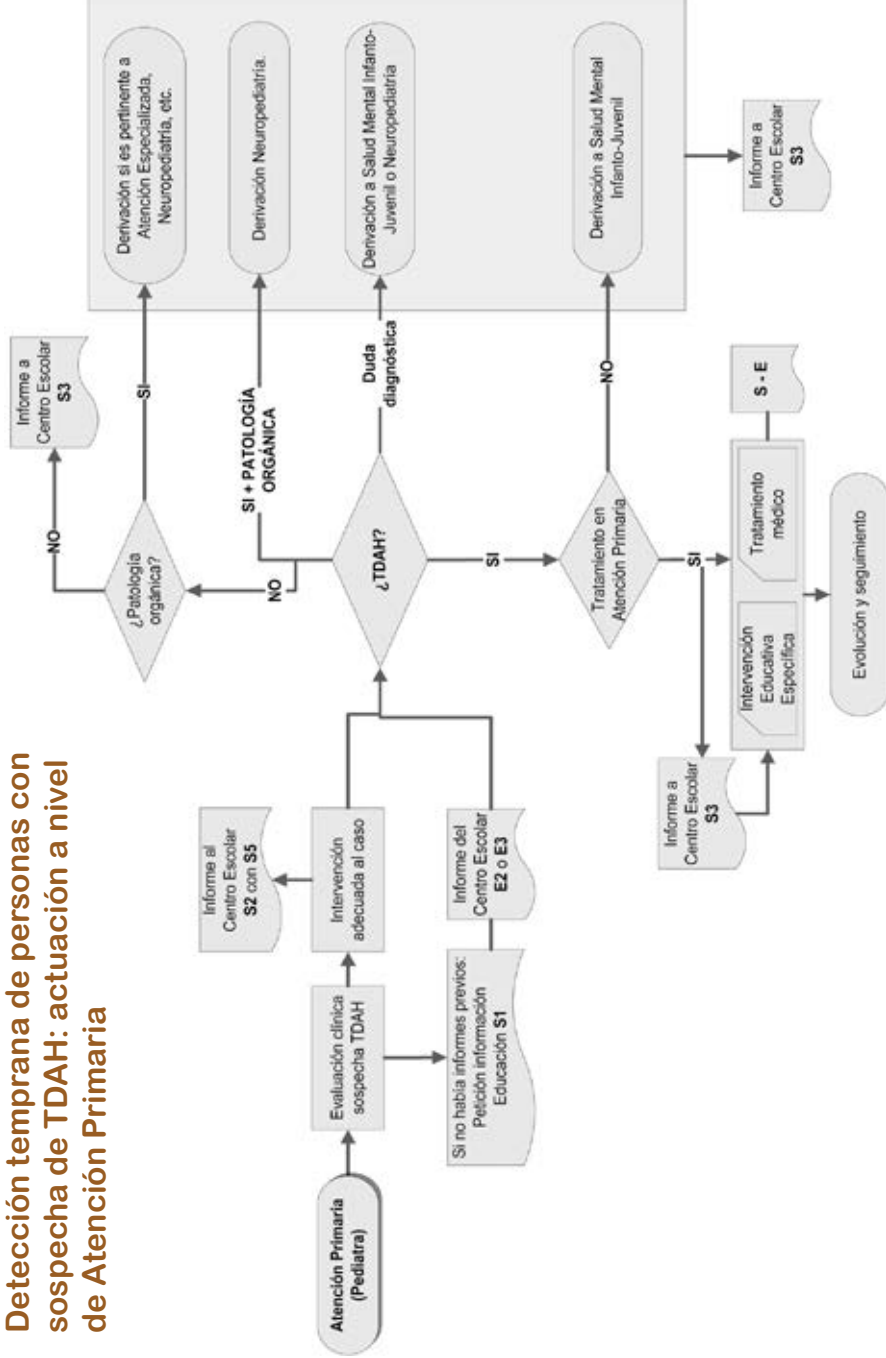 Detección temprana de personas con
sospecha de TDAH: actuación a nivel
de Atención Primaria
Atención Primaria
(Pediatra)
Evaluación clínica
sospecha TDAH
Si no había informes previos:
Petición información
Educación S1
Intervención
adecuada al caso
Informe al
Centro Escolar
S2 con S5
Informe del
Centro Escolar
E2 o E3
¿TDAH?
NO
¿Patología
orgánica?
NO
Informe a
Centro Escolar
S3
SI
Derivación si es pertinente a
Atención Especializada,
Neuropediatria, etc.
SI + PATOLOGÍA
ORGÁNICA
Derivación Neuropediatría.
Duda
diagnóstica
Derivación a Salud Mental Infanto-
Juvenil o Neuropediatría
SI
Tratamiento en
Atención Primaria
NO
Derivación a Salud Mental
Infanto-Juvenil
Informe a
Centro Escolar
S3
SI
Informe a
Centro Escolar
S3
Intervención
Educativa
Específica
Tratamiento
médico
S - E
Evolución y seguimiento